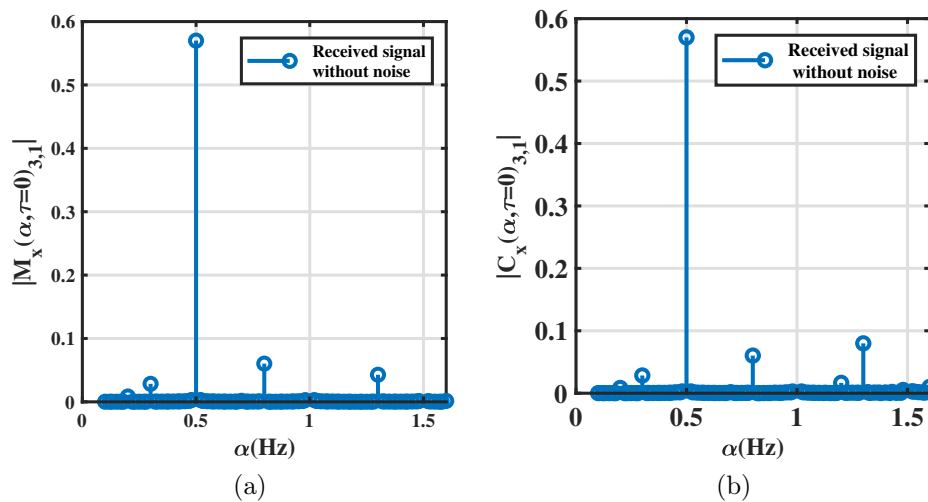 0.6
0.5
0.4
0.3
0.2
0.1
0
0
0.5
1
1.5
|M_x(α,τ=0)_{3,1}|
α(Hz)
Received signal
without noise
(a)
0.6
0.5
0.4
0.3
0.2
0.1
0
0
0.5
1
1.5
|C_x(α,τ=0)_{3,1}|
α(Hz)
Received signal
without noise
(b)